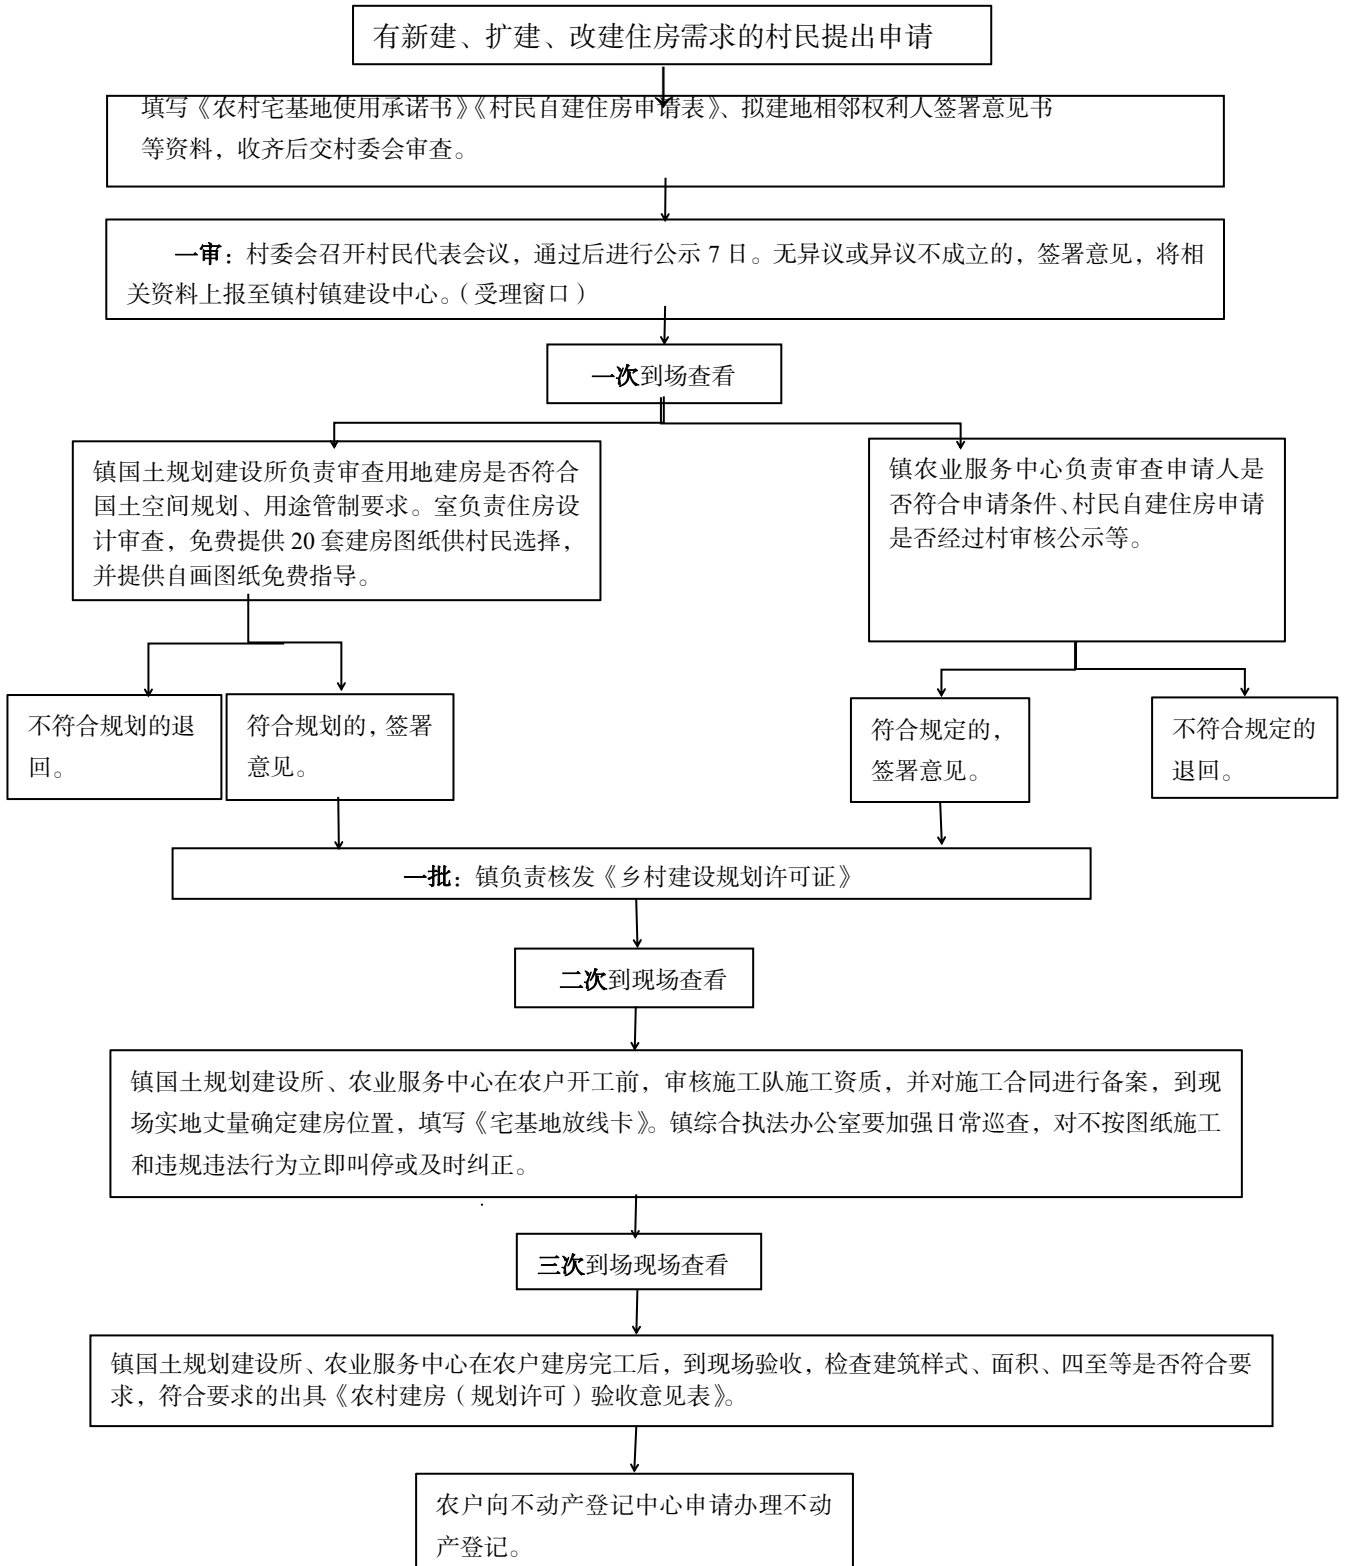 有新建、扩建、改建住房需求的村民提出申请
填写《农村宅基地使用承诺书》《村民自建住房申请表》、拟建地相邻权利人签署意见书
等资料，收齐后交村委会审查。
一审：村委会召开村民代表会议，通过后进行公示 7 日。无异议或异议不成立的，签署意见，将相
关资料上报至镇村镇建设中心。（受理窗口）
一次到场查看
镇国土规划建设所负责审查用地建房是否符合
国土空间规划、用途管制要求。室负责住房设
计审查，免费提供 20 套建房图纸供村民选择，
并提供自画图纸免费指导。
镇农业服务中心负责审查申请人是
否符合申请条件、村民自建住房申请
是否经过村审核公示等。
不符合规划的退
回。
符合规划的，签署
意见。
符合规定的，
签署意见。
不符合规定的
退回。
一批：镇负责核发《乡村建设规划许可证》
二次到现场查看
镇国土规划建设所、农业服务中心在农户开工前，审核施工队施工资质，并对施工合同进行备案，到现
场实地丈量确定建房位置，填写《宅基地放线卡》。镇综合执法办公室要加强日常巡查，对不按图纸施工
和违规违法行为立即叫停或及时纠正。
三次到场现场查看
镇国土规划建设所、农业服务中心在农户建房完工后，到现场验收，检查建筑样式、面积、四至等是否符合要
求，符合要求的出具《农村建房（规划许可）验收意见表》。
农户向不动产登记中心申请办理不动
产登记。